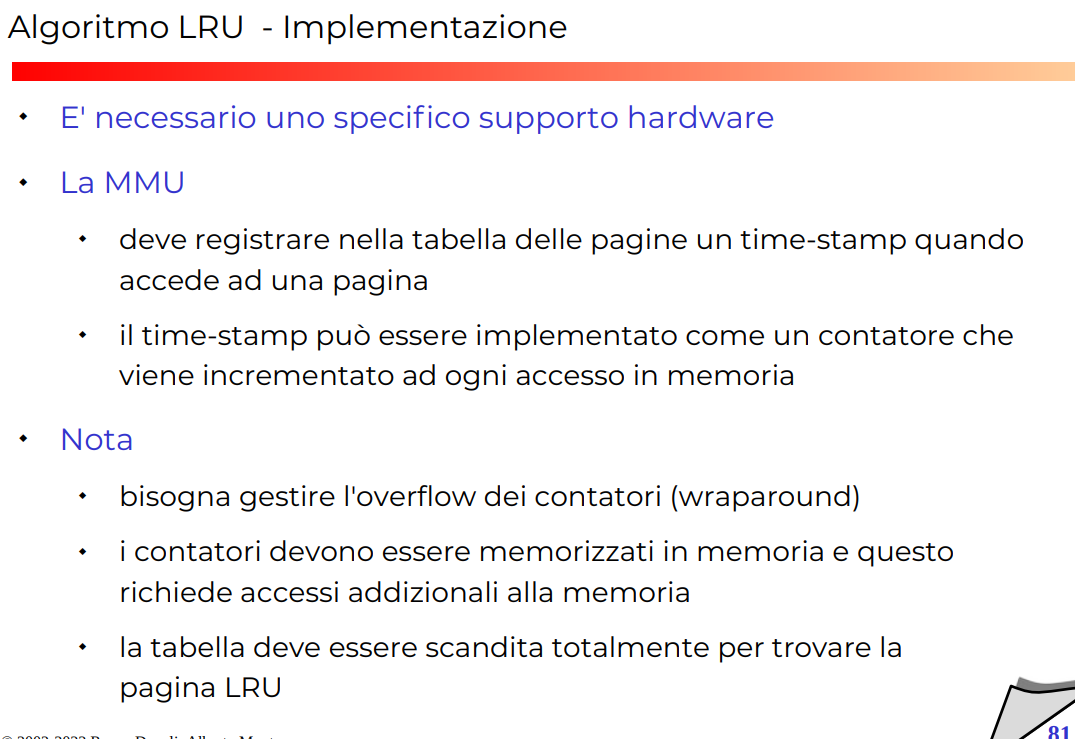 Algoritmo LRU - Implementazione
E' necessario uno specifico supporto hardware
La MMU
deve registrare nella tabella delle pagine un time-stamp quando
accede ad una pagina
il time-stamp può essere implementato come un contatore che
viene incrementato ad ogni accesso in memoria
Nota
bisogna gestire l'overflow dei contatori (wraparound)
i contatori devono essere memorizzati in memoria e questo
richiede accessi addizionali alla memoria
la tabella deve essere scandita totalmente per trovare la
pagina LRU
81